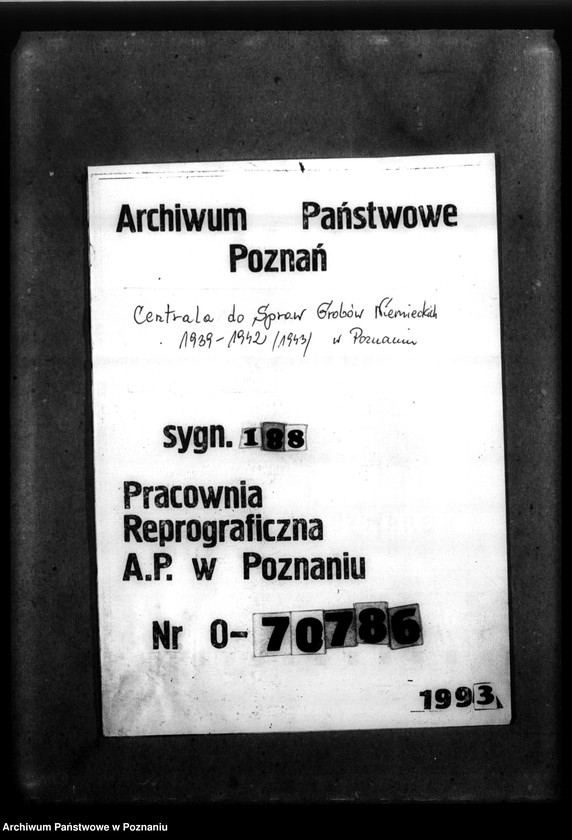 Archiwum Państwowe
Poznań
Centrala do Spraw Grobów Niemieckich
1939-1942/1943/ w Poznaniu
sygn. 188
Pracownia
Reprograficzna
A.P. w Poznaniu
Nr 0-70786
1993
Archiwum Państwowe w Poznaniu